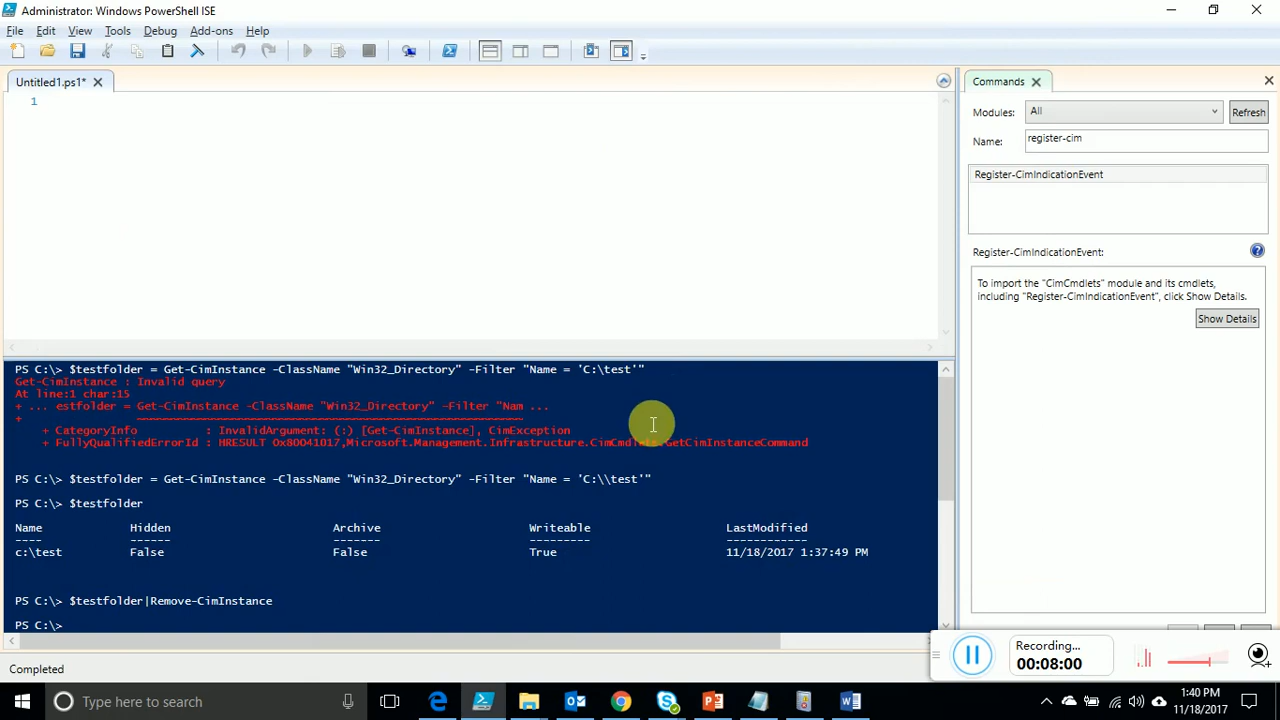 Administrator: Windows PowerShell ISE
File Edit View Tools Debug Add-ons Help
Untitled1.ps1*
1
Commands
Modules: All Refresh
Name: register-cim
Register-CimIndicationEvent
Register-CimIndicationEvent:
To import the "CimCmdlets" module and its cmdlets,
including "Register-CimIndicationEvent", click Show Details.
Show Details
PS C:\> $testfolder = Get-CimInstance -ClassName "Win32_Directory" -Filter "Name = 'C:\test'"
Get-CimInstance : Invalid query
At line:1 char:15
+ ... estfolder = Get-CimInstance -ClassName "Win32_Directory" -Filter "Nam ...
+ ~~~~~~~~~~~~~~~~~~~~~~~~~~~~~~~~~~~~~~~~~~~~~~~~~~~~~~~~~~~
+ CategoryInfo : InvalidArgument: (:) [Get-CimInstance], CimException
+ FullyQualifiedErrorId : HRESULT 0x80041017,Microsoft.Management.Infrastructure.CimCmdlets.GetCimInstanceCommand
PS C:\> $testfolder = Get-CimInstance -ClassName "Win32_Directory" -Filter "Name = 'C:\\test'"
PS C:\> $testfolder
Name Hidden Archive Writeable LastModified
---- ------ ------- --------- ------------
c:\test False False True 11/18/2017 1:37:49 PM
PS C:\> $testfolder|Remove-CimInstance
PS C:\>
Recording...
00:08:00
Completed
Type here to search
1:40 PM
11/18/2017